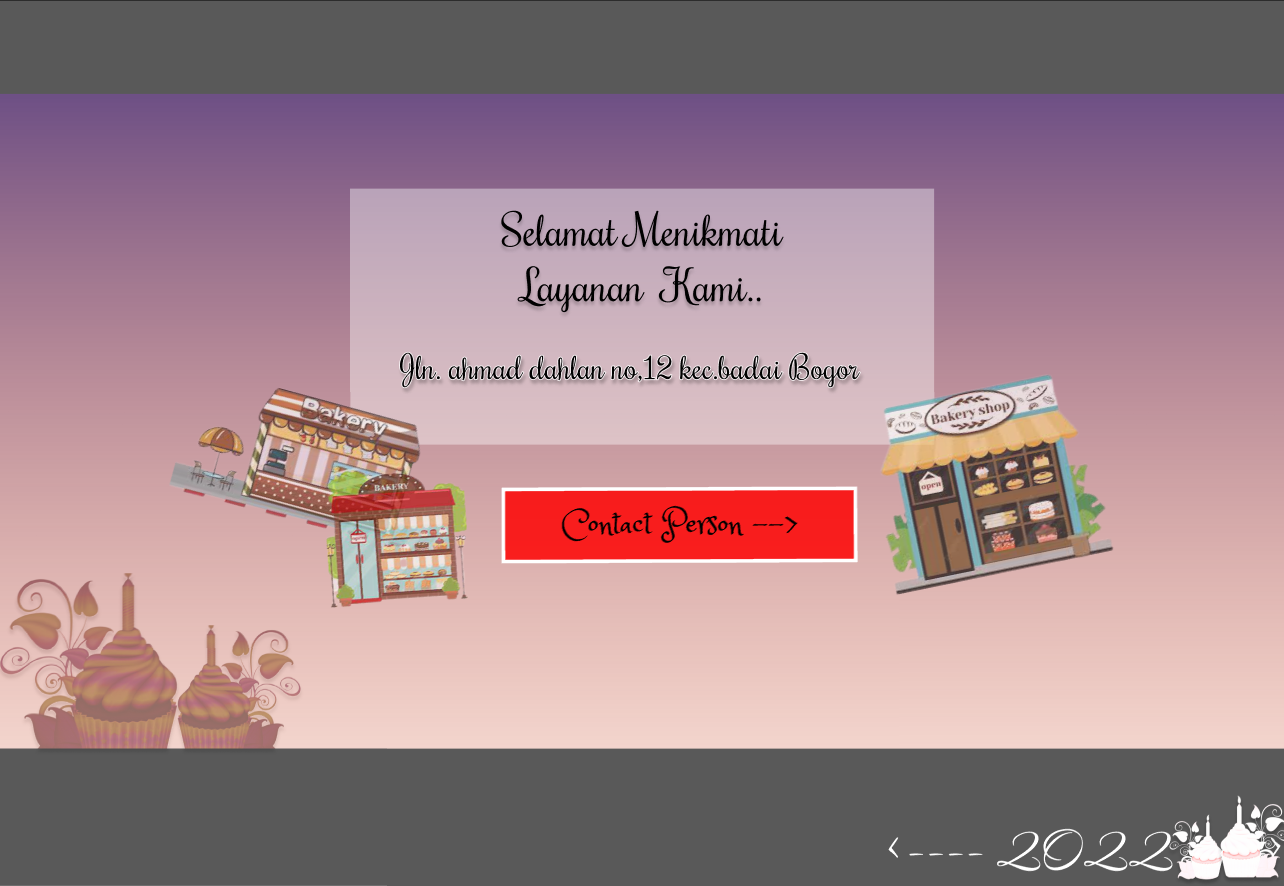 Selamat Menikmati
Layanan Kami..
Jln. ahmad dahlan no,12 kec.badai Bogor
Bakery
BAKERY
Bakery shop
open
Contact Person -->
<---- 2022